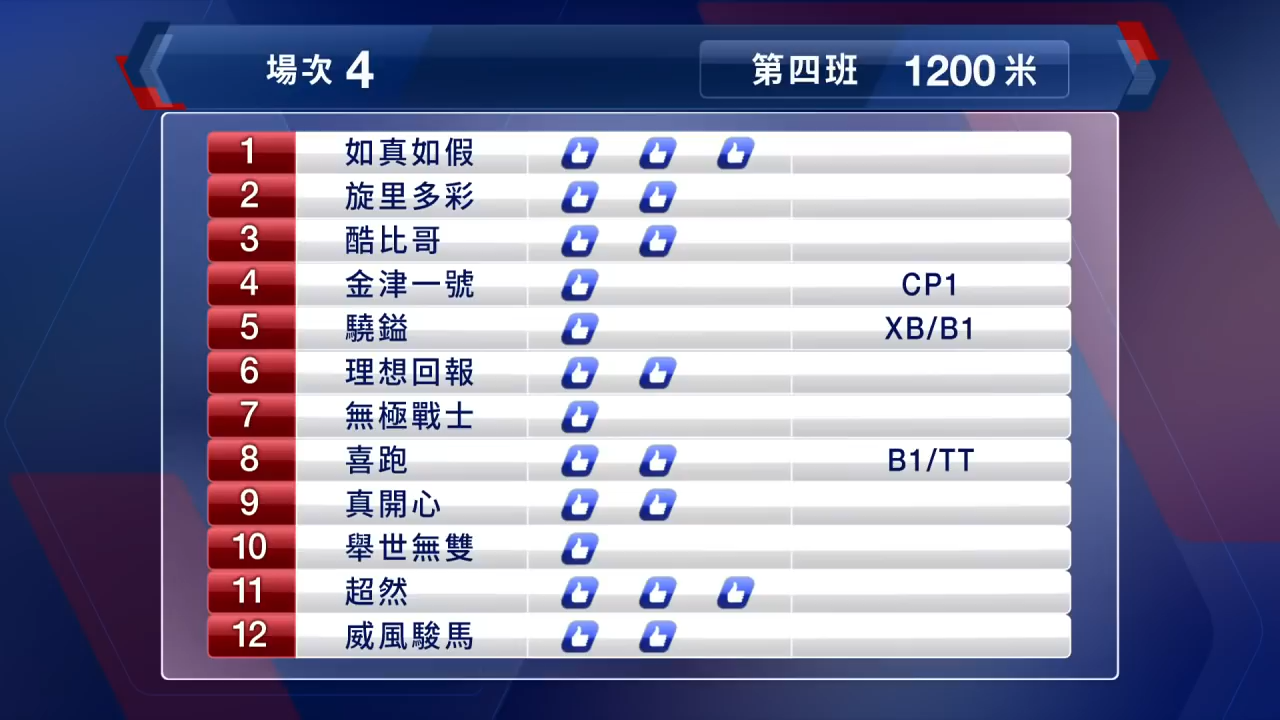 場次 4 第四班 1200 米
1 如真如假
2 旋里多彩
3 酷比哥
4 金津一號 CP1
5 驍鎰 XB/B1
6 理想回報
7 無極戰士
8 喜跑 B1/TT
9 真開心
10 舉世無雙
11 超然
12 威風駿馬